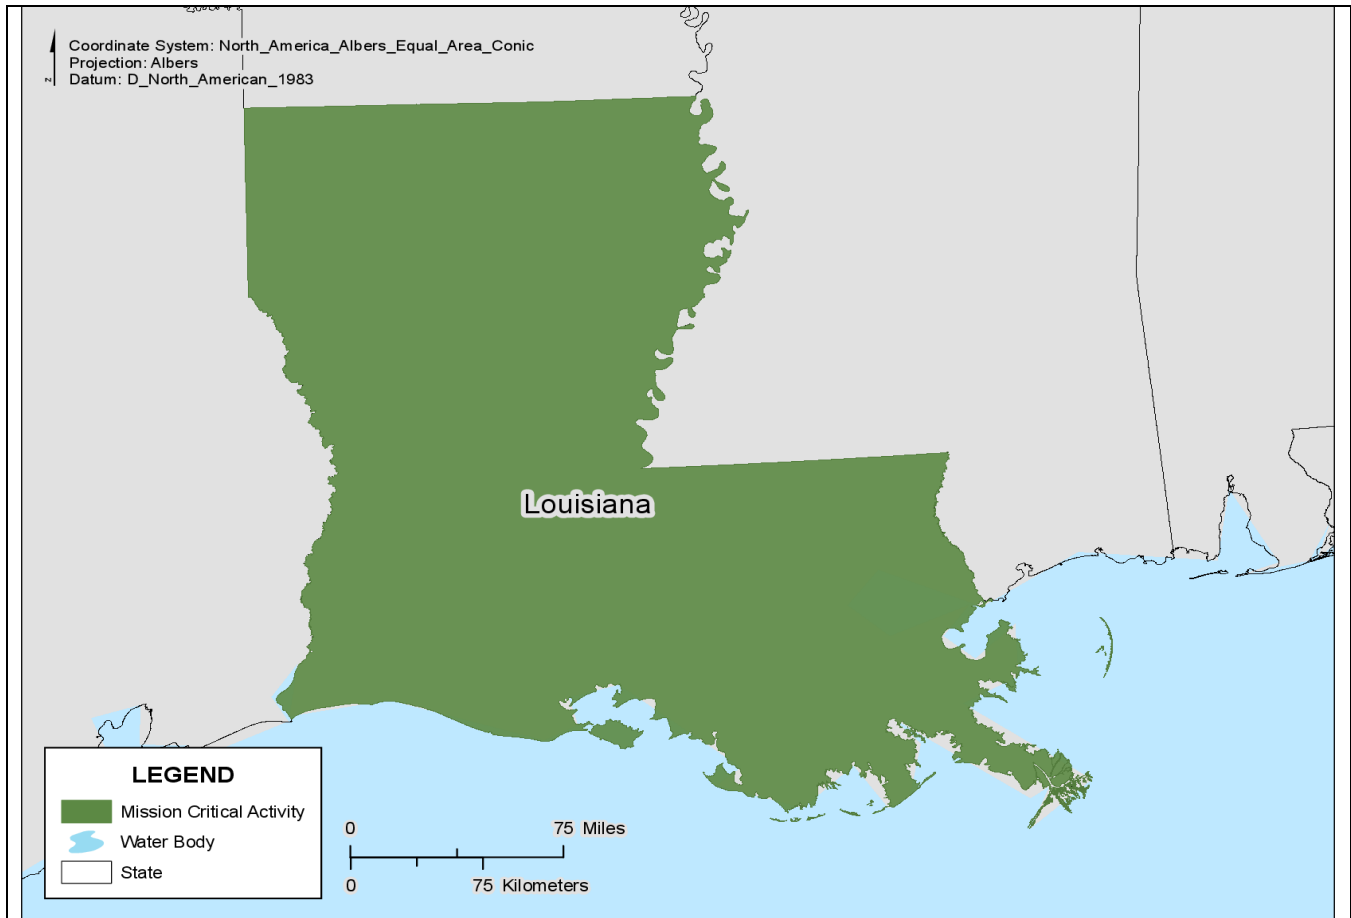 Coordinate System: North_America_Albers_Equal_Area_Conic
Projection: Albers
Datum: D_North_American_1983
z
Louisiana
LEGEND
Mission Critical Activity
Water Body
State
0 75 Miles
0 75 Kilometers